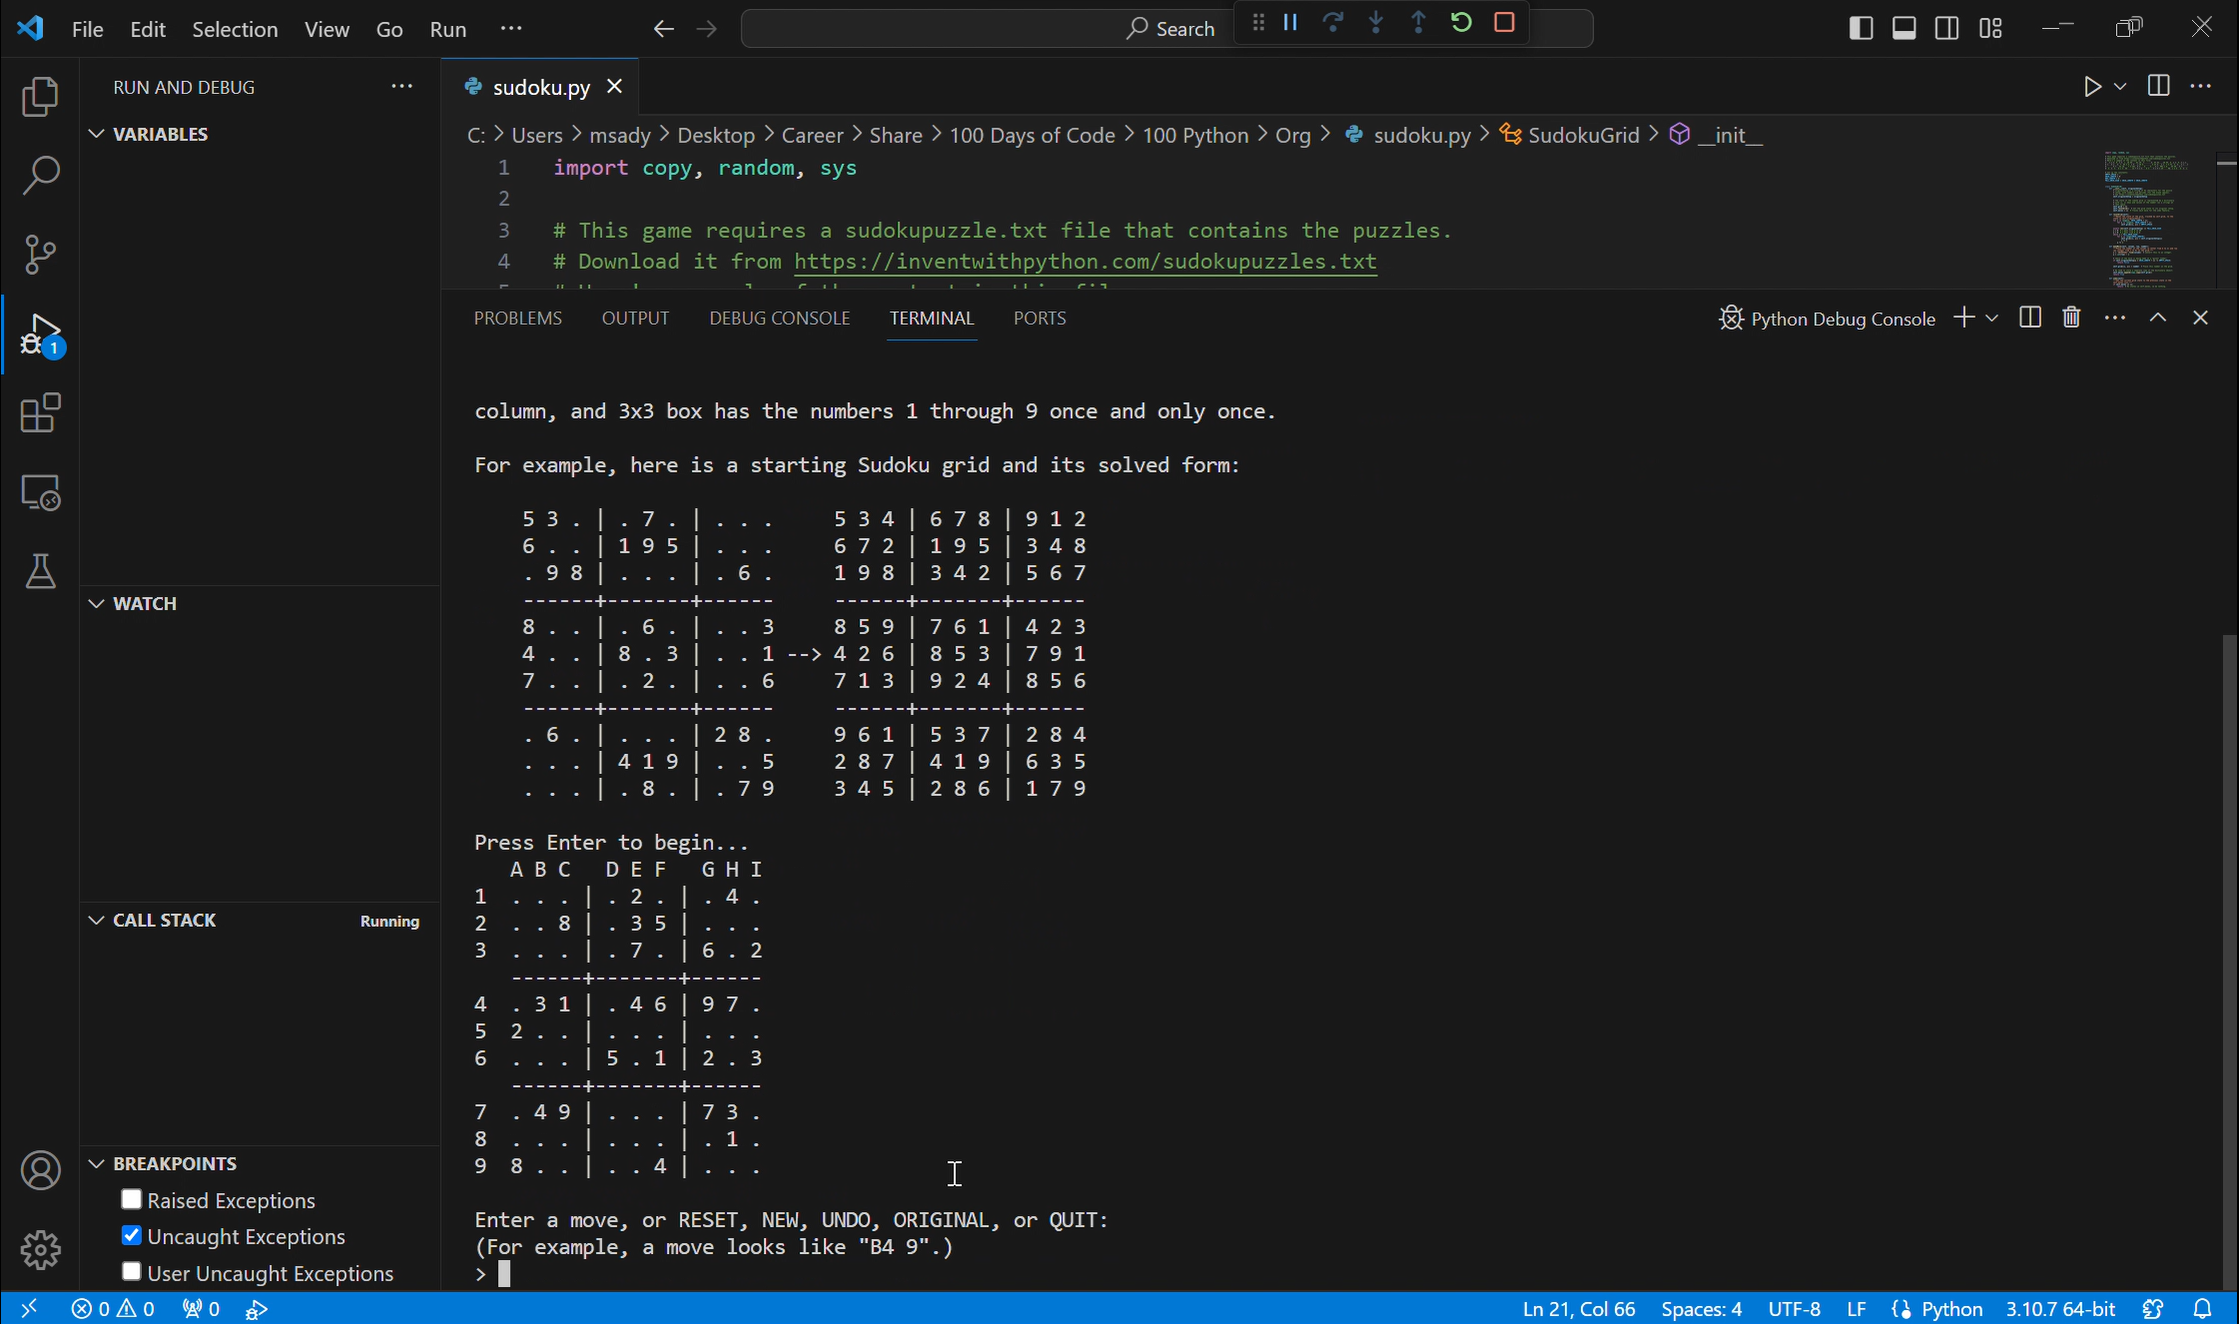 File Edit Selection View Go Run ···
Search
RUN AND DEBUG ···
sudoku.py
VARIABLES
C: > Users > msady > Desktop > Career > Share > 100 Days of Code > 100 Python > Org > sudoku.py > SudokuGrid > __init__
1 import copy, random, sys
2
3 # This game requires a sudokupuzzle.txt file that contains the puzzles.
4 # Download it from https://inventwithpython.com/sudokupuzzles.txt
PROBLEMS OUTPUT DEBUG CONSOLE TERMINAL PORTS
Python Debug Console
1
column, and 3x3 box has the numbers 1 through 9 once and only once.
For example, here is a starting Sudoku grid and its solved form:
5 3 . | . 7 . | . . .     5 3 4 | 6 7 8 | 9 1 2
6 . . | 1 9 5 | . . .     6 7 2 | 1 9 5 | 3 4 8
. 9 8 | . . . | . 6 .     1 9 8 | 3 4 2 | 5 6 7
------+-------+------     ------+-------+------
8 . . | . 6 . | . . 3     8 5 9 | 7 6 1 | 4 2 3
4 . . | 8 . 3 | . . 1 --> 4 2 6 | 8 5 3 | 7 9 1
7 . . | . 2 . | . . 6     7 1 3 | 9 2 4 | 8 5 6
------+-------+------     ------+-------+------
. 6 . | . . . | 2 8 .     9 6 1 | 5 3 7 | 2 8 4
. . . | 4 1 9 | . . 5     2 8 7 | 4 1 9 | 6 3 5
. . . | . 8 . | . 7 9     3 4 5 | 2 8 6 | 1 7 9
Press Enter to begin...
   A B C   D E F   G H I
1  . . . | . 2 . | . 4 .
2  . . 8 | . 3 5 | . . .
3  . . . | . 7 . | 6 . 2
   ------+-------+------
4  . 3 1 | . 4 6 | 9 7 .
5  2 . . | . . . | . . .
6  . . . | 5 . 1 | 2 . 3
   ------+-------+------
7  . 4 9 | . . . | 7 3 .
8  . . . | . . . | . 1 .
9  8 . . | . . 4 | . . .
Enter a move, or RESET, NEW, UNDO, ORIGINAL, or QUIT:
(For example, a move looks like "B4 9".)
>
WATCH
CALL STACK Running
BREAKPOINTS
Raised Exceptions
Uncaught Exceptions
User Uncaught Exceptions
0 0 0
Ln 21, Col 66 Spaces: 4 UTF-8 LF Python 3.10.7 64-bit